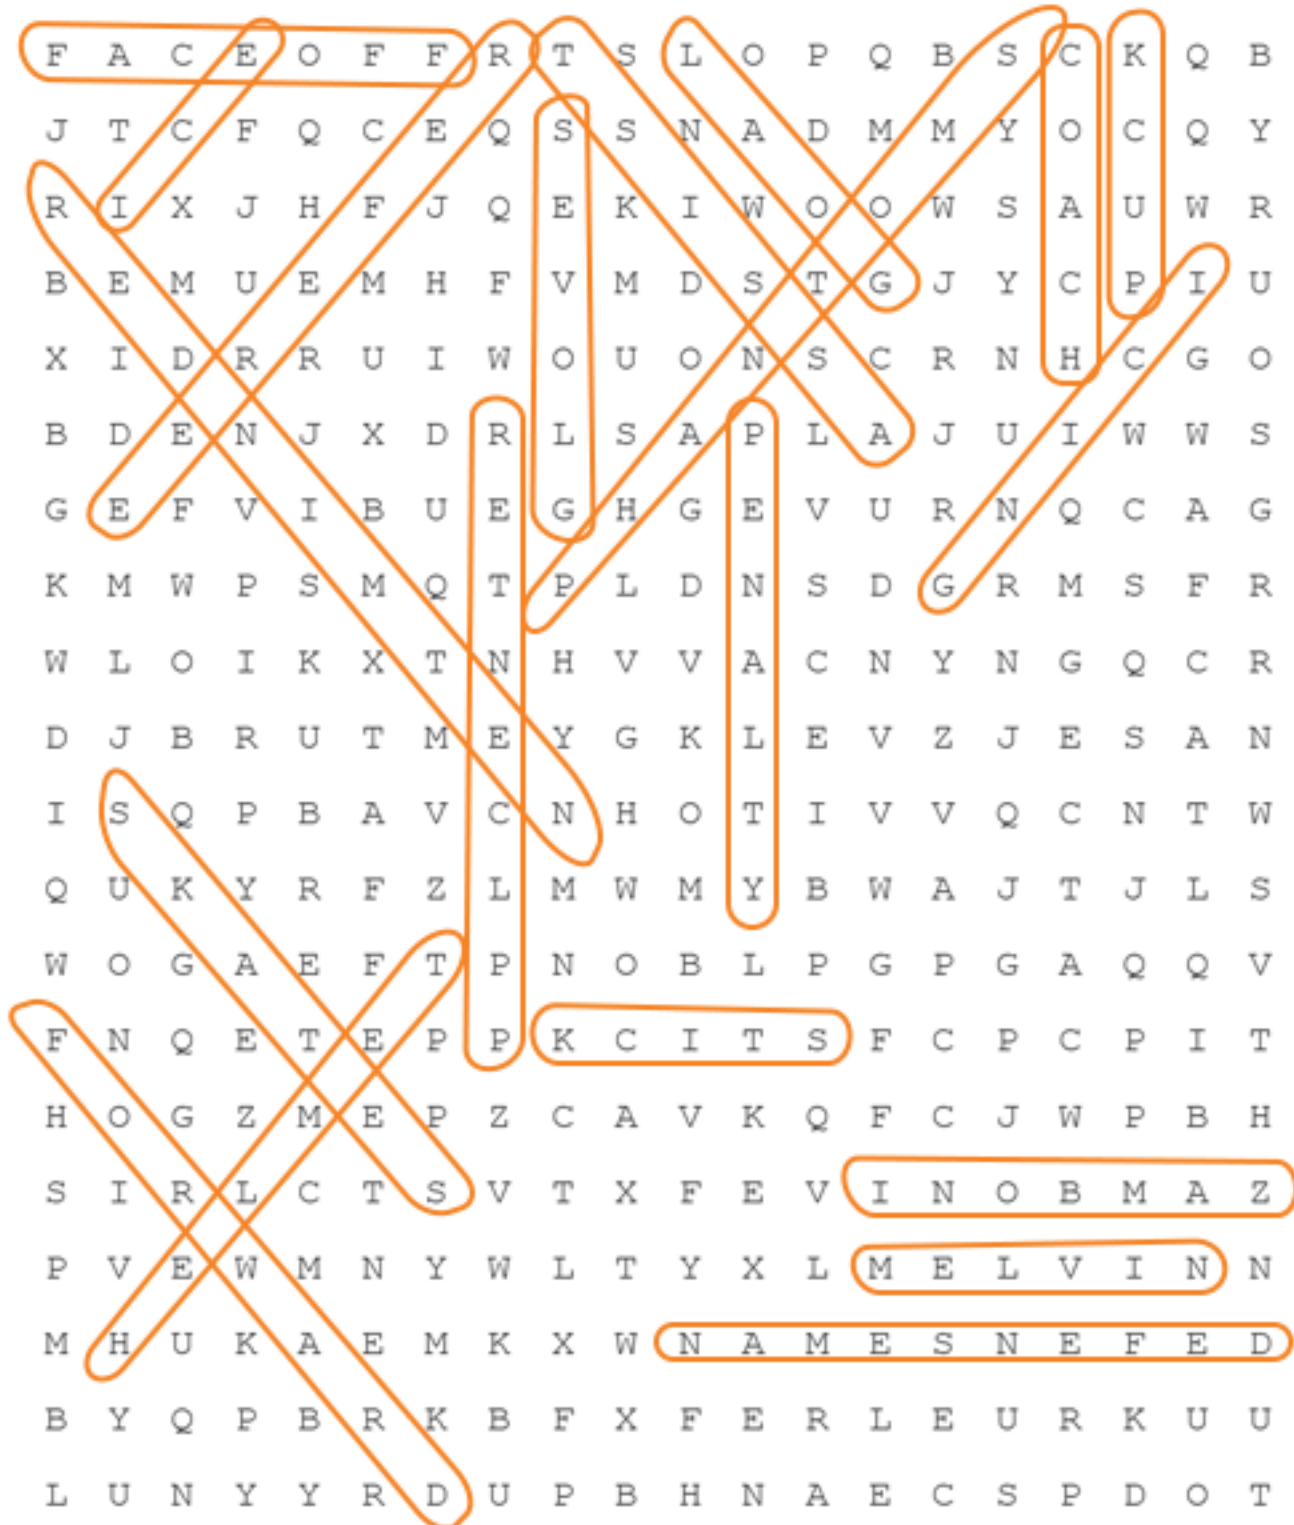 F A C E O F F R T S L O P Q B S C K Q B
J T C F Q C E Q S S N A D M M Y O C Q Y
R I X J H F J Q E K I W O O W S A U W R
B E M U E M H F V M D S T G J Y C P I U
X I D R R U I W O U O N S C R N H C G O
B D E N J X D R L S A P L A J U I W W S
G E F V I B U E G H G E V U R N Q C A G
K M W P S M Q T P L D N S D G R M S F R
W L O I K X T N H V V A C N Y N G Q C R
D J B R U T M E Y G K L E V Z J E S A N
I S Q P B A V C N H O T I V V Q C N T W
Q U K Y R F Z L M W M Y B W A J T J L S
W O G A E F T P N O B L P G P G A Q Q V
F N Q E T E P P K C I T S F C P C P I T
H O G Z M E P Z C A V K Q F C J W P B H
S I R L C T S V T X F E V I N O B M A Z
P V E W M N Y W L T Y X L M E L V I N N
M H U K A E M K X W N A M E S N E F E D
B Y Q P B R K B F X F E R L E U R K U U
L U N Y Y R D U P B H N A E C S P D O T